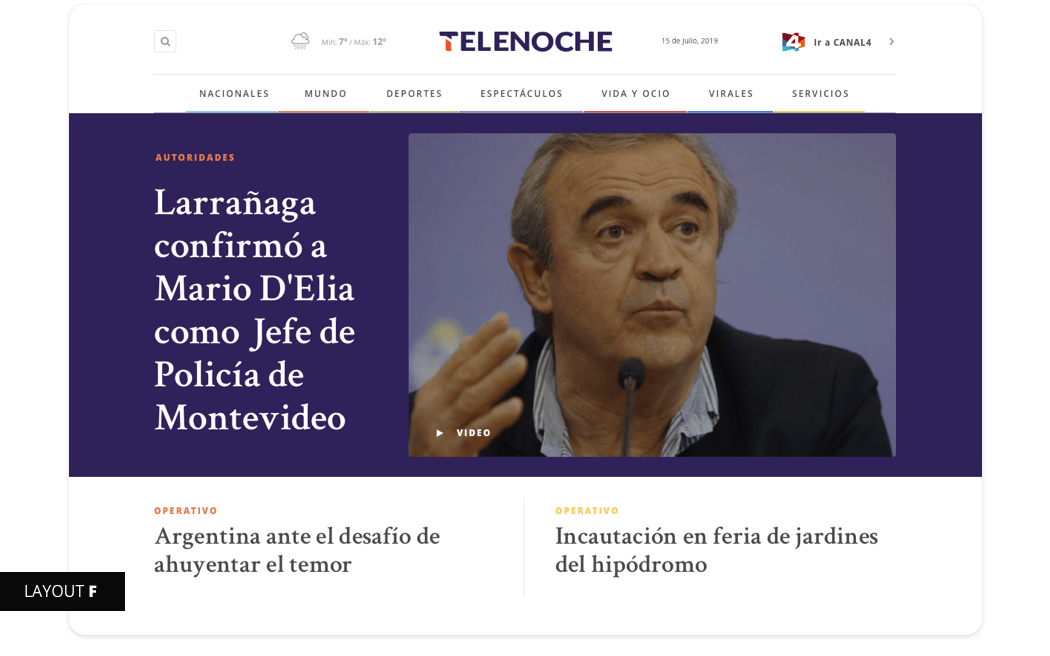 Mín: 7° / Máx: 12°
TELENOCHE
15 de Julio, 2019
4
Ir a CANAL4
NACIONALES
MUNDO
DEPORTES
ESPECTÁCULOS
VIDA Y OCIO
VIRALES
SERVICIOS
AUTORIDADES
Larrañaga
confirmó a
Mario D'Elia
como Jefe de
Policía de
Montevideo
VIDEO
OPERATIVO
Argentina ante el desafío de
ahuyentar el temor
OPERATIVO
Incautación en feria de jardines
del hipódromo
LAYOUT F